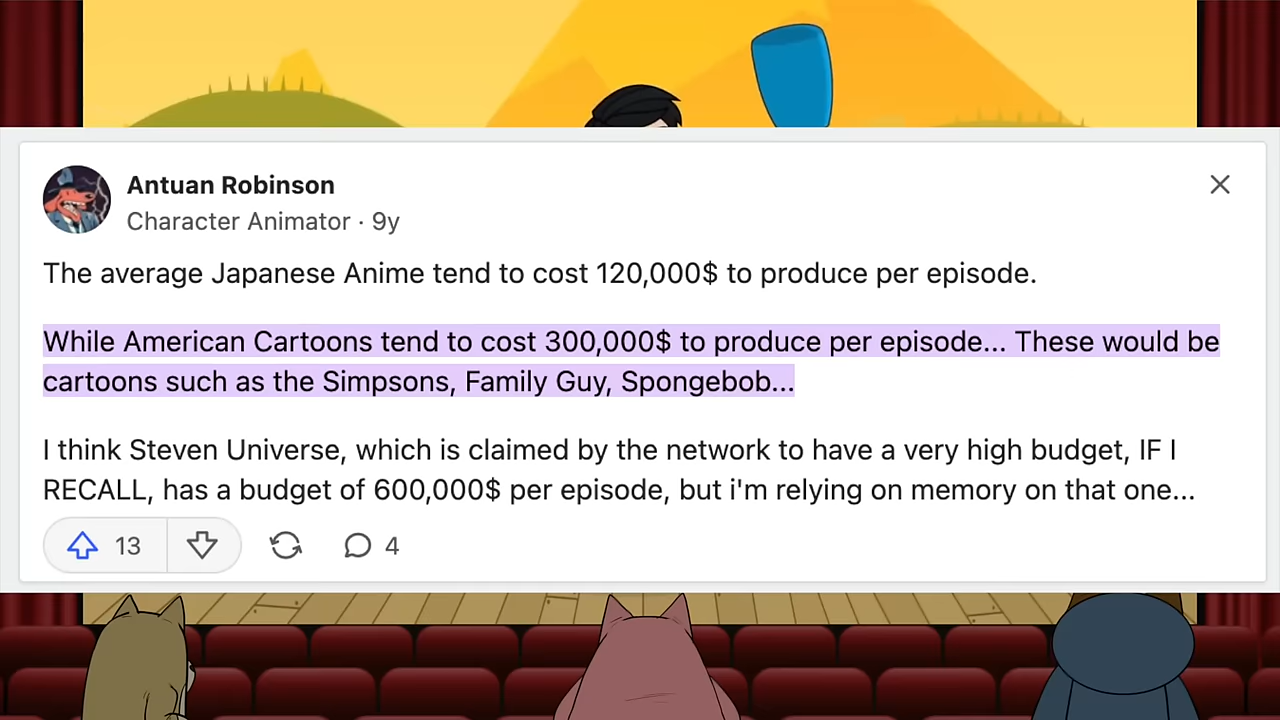 Antuan Robinson
Character Animator · 9y
The average Japanese Anime tend to cost 120,000$ to produce per episode.
While American Cartoons tend to cost 300,000$ to produce per episode... These would be
cartoons such as the Simpsons, Family Guy, Spongebob...
I think Steven Universe, which is claimed by the network to have a very high budget, IF I
RECALL, has a budget of 600,000$ per episode, but i'm relying on memory on that one...
13
4